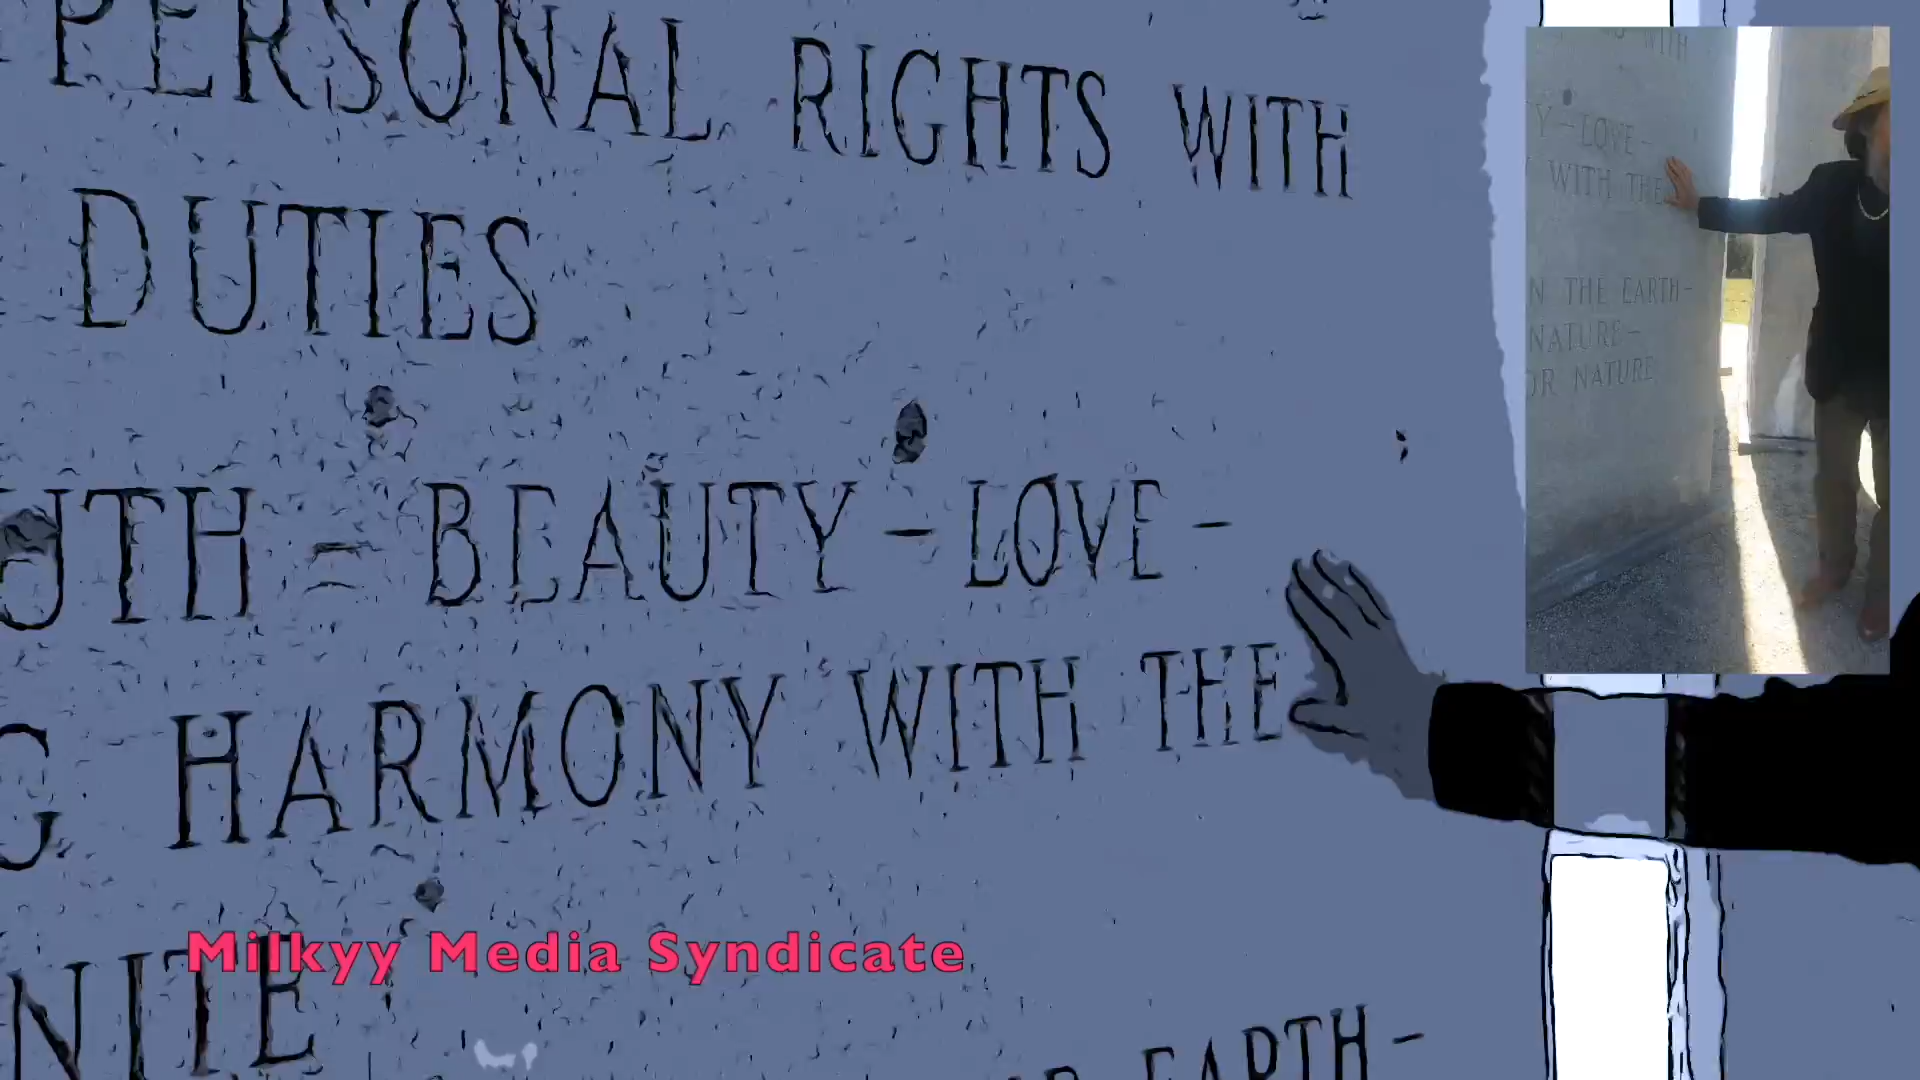 PERSONAL RIGHTS WITH
DUTIES
UTH - BEAUTY - LOVE -
G HARMONY WITH THE
NITE
EARTH -
Milkyy Media Syndicate
WITH
Y - LOVE -
WITH THE
N THE EARTH -
NATURE -
OR NATURE